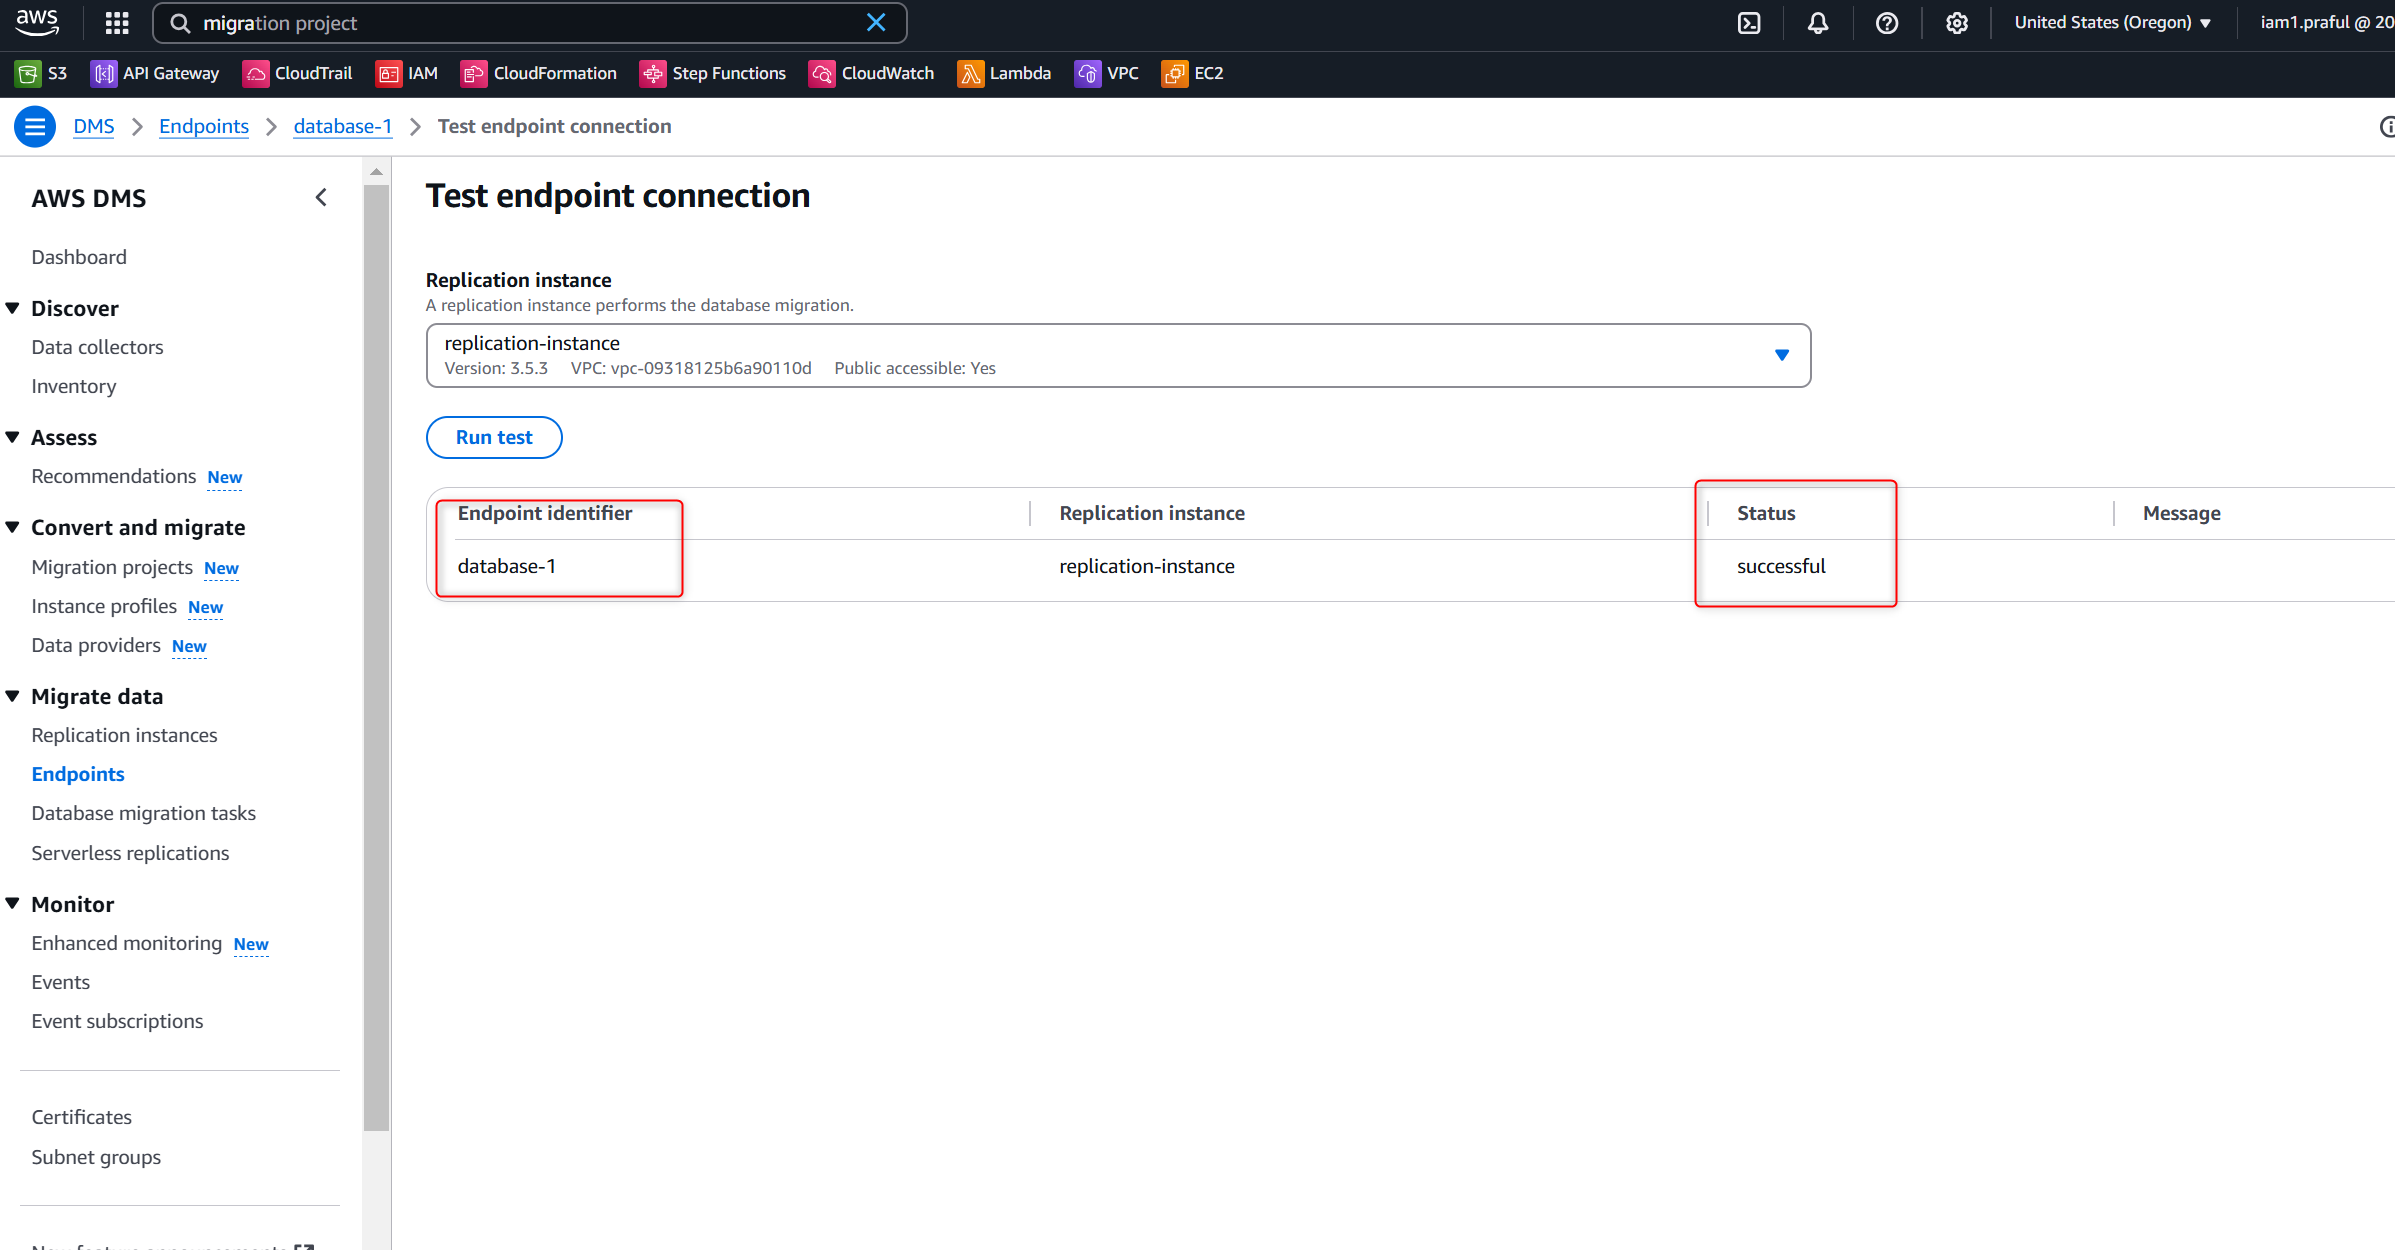 aws
migration project
United States (Oregon)
iam1.praful @ 20
S3
API Gateway
CloudTrail
IAM
CloudFormation
Step Functions
CloudWatch
Lambda
VPC
EC2
DMS
Endpoints
database-1
Test endpoint connection
AWS DMS
Dashboard
Discover
Data collectors
Inventory
Assess
Recommendations New
Convert and migrate
Migration projects New
Instance profiles New
Data providers New
Migrate data
Replication instances
Endpoints
Database migration tasks
Serverless replications
Monitor
Enhanced monitoring New
Events
Event subscriptions
Certificates
Subnet groups
New feature announcements
Test endpoint connection
Replication instance
A replication instance performs the database migration.
replication-instance
Version: 3.5.3 VPC: vpc-09318125b6a90110d Public accessible: Yes
Run test
Endpoint identifier Replication instance Status Message
database-1 replication-instance successful